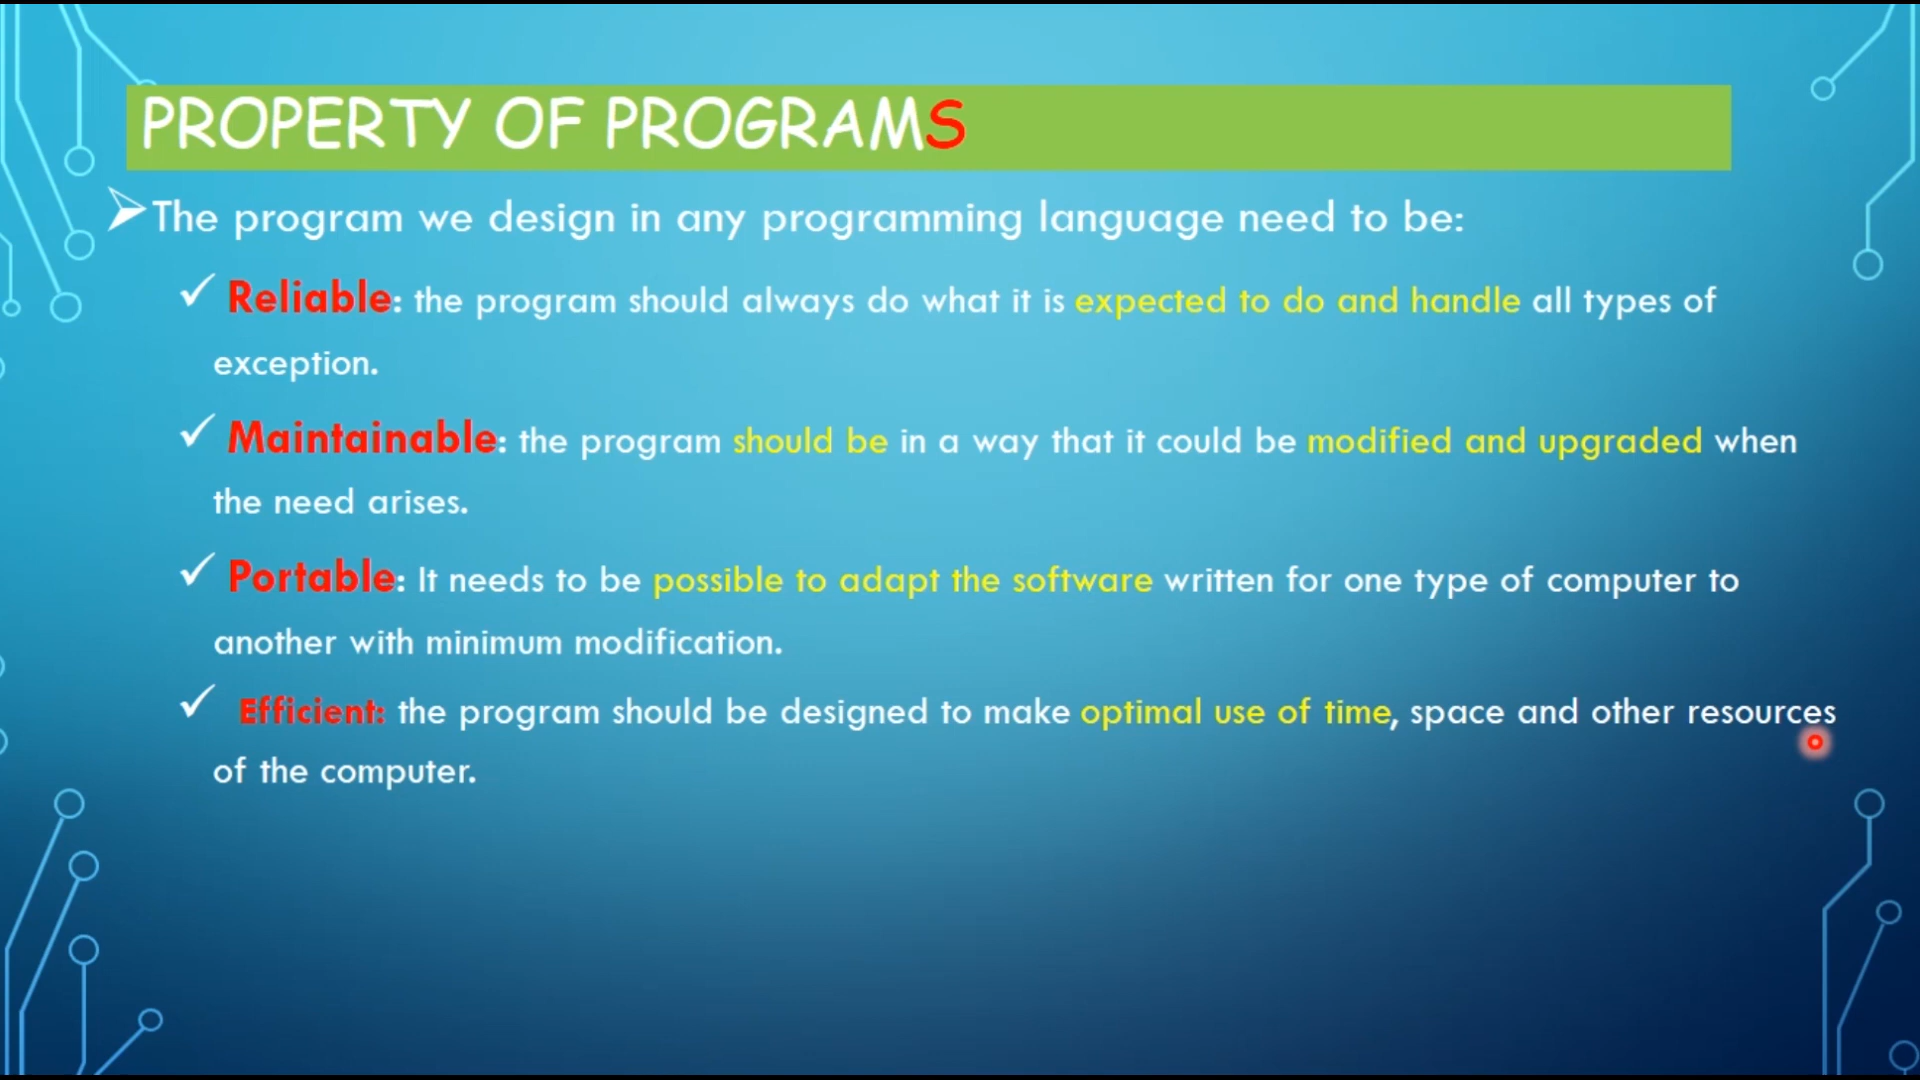 PROPERTY OF PROGRAMS
The program we design in any programming language need to be:
Reliable: the program should always do what it is expected to do and handle all types of
exception.
Maintainable: the program should be in a way that it could be modified and upgraded when
the need arises.
Portable: It needs to be possible to adapt the software written for one type of computer to
another with minimum modification.
Efficient: the program should be designed to make optimal use of time, space and other resources
of the computer.